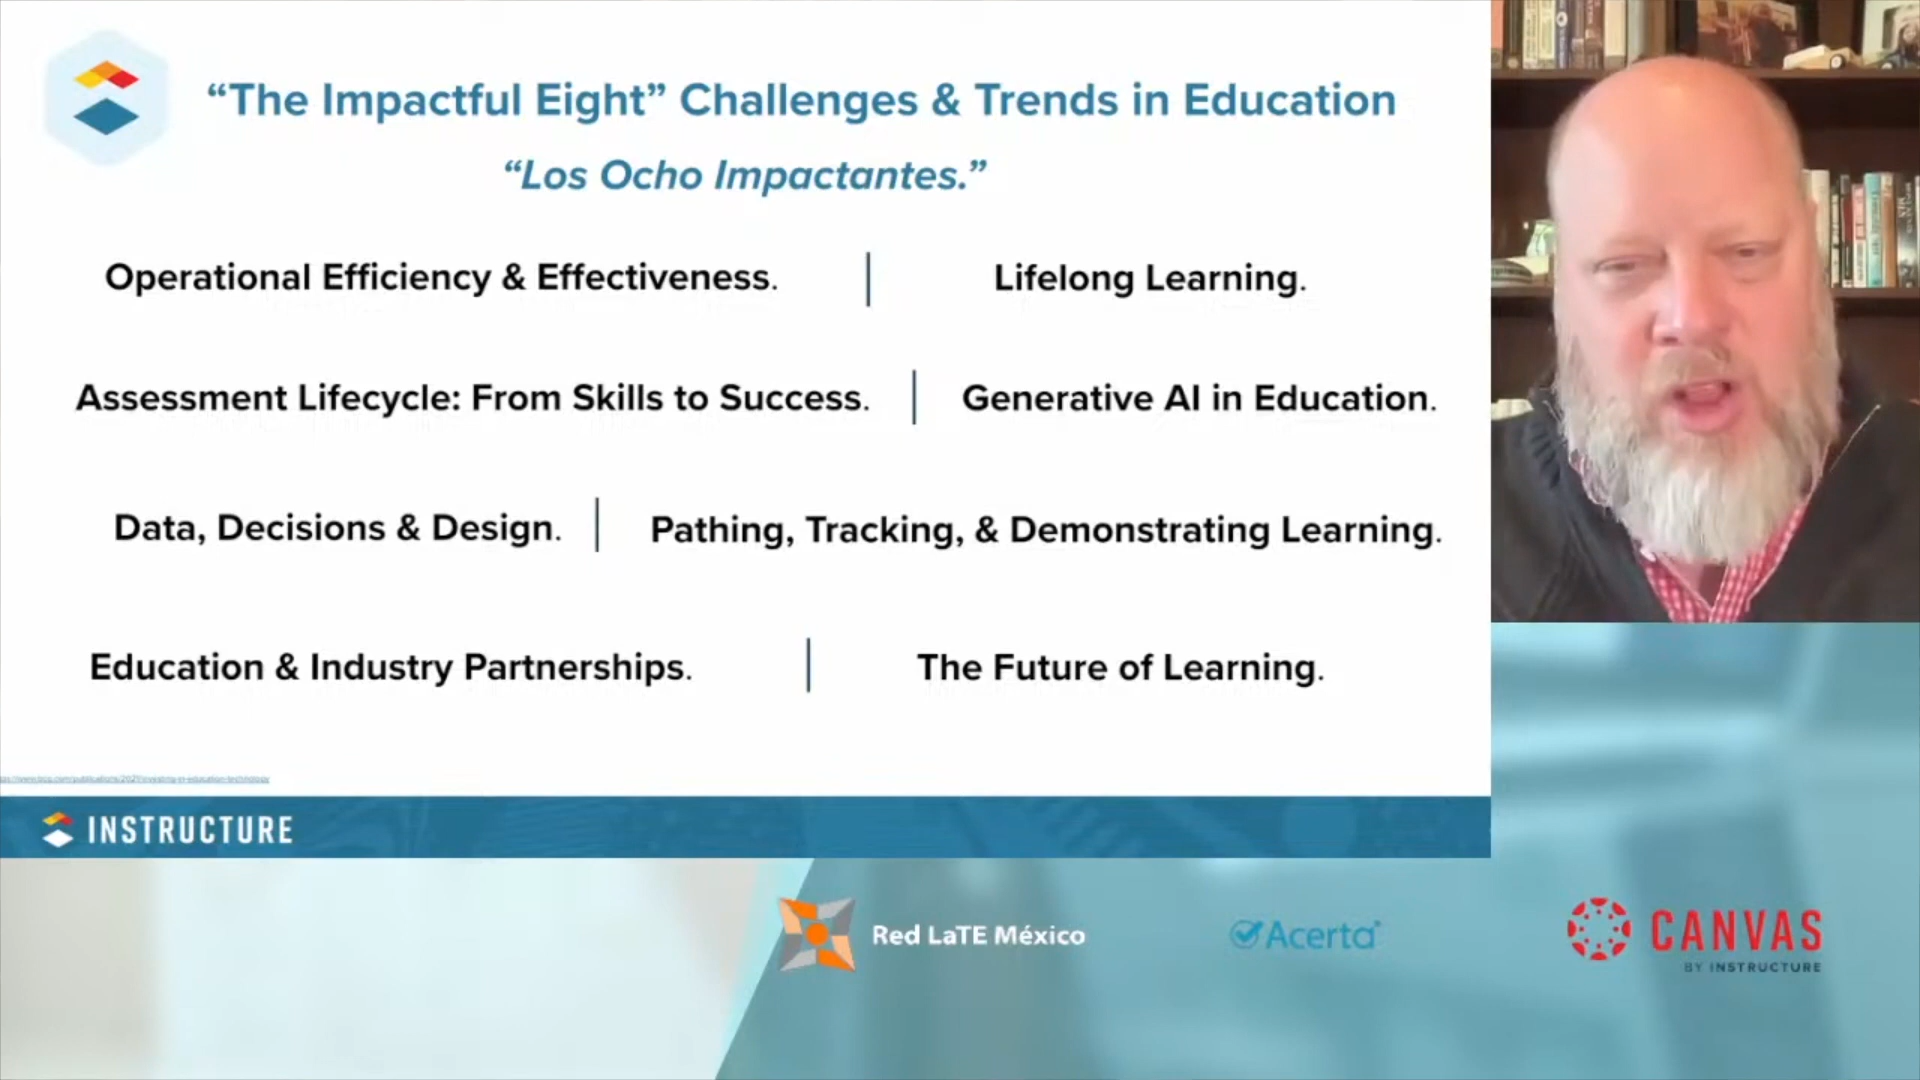 “The Impactful Eight” Challenges & Trends in Education
“Los Ocho Impactantes.”
Operational Efficiency & Effectiveness. | Lifelong Learning.
Assessment Lifecycle: From Skills to Success. | Generative AI in Education.
Data, Decisions & Design. | Pathing, Tracking, & Demonstrating Learning.
Education & Industry Partnerships. | The Future of Learning.
INSTRUCTURE
Red LaTE México
Acerta
CANVAS
BY INSTRUCTURE